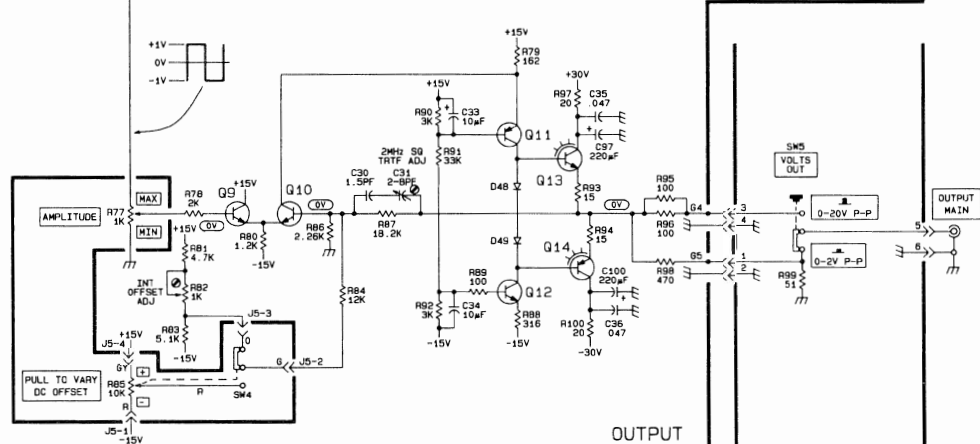 +1V
0V
-1V
AMPLITUDE
R77
1K
MAX
MIN
R78
2K
0V
Q9
+15V
Q10
0V
R80
1.2K
-15V
R86
2.26K
+15V
R81
4.7K
INT
OFFSET
ADJ
R82
1K
R83
5.1K
-15V
J5-3
O
J5-4
+15V
GY
+
PULL TO VARY
DC OFFSET
R85
10K
-
R
J5-1
-15V
R
SW4
G
J5-2
R84
12K
C30
1.5PF
2MHz SQ
TRTF ADJ
C31
2-8PF
R87
18.2K
+15V
R90
3K
+
C33
10µF
R91
33K
R92
3K
-15V
C34
10µF
R89
100
+15V
R79
162
Q11
D48
D49
Q12
R88
316
-15V
+30V
R97
20
C35
.047
+
C97
220µF
Q13
R93
15
R94
15
Q14
C100
220µF
+
C36
.047
R100
20
-30V
0V
R95
100
R96
100
R98
470
G4
3
4
G5
1
2
SW5
VOLTS
OUT
0-20V P-P
0-2V P-P
R99
51
OUTPUT
MAIN
5
6
OUTPUT